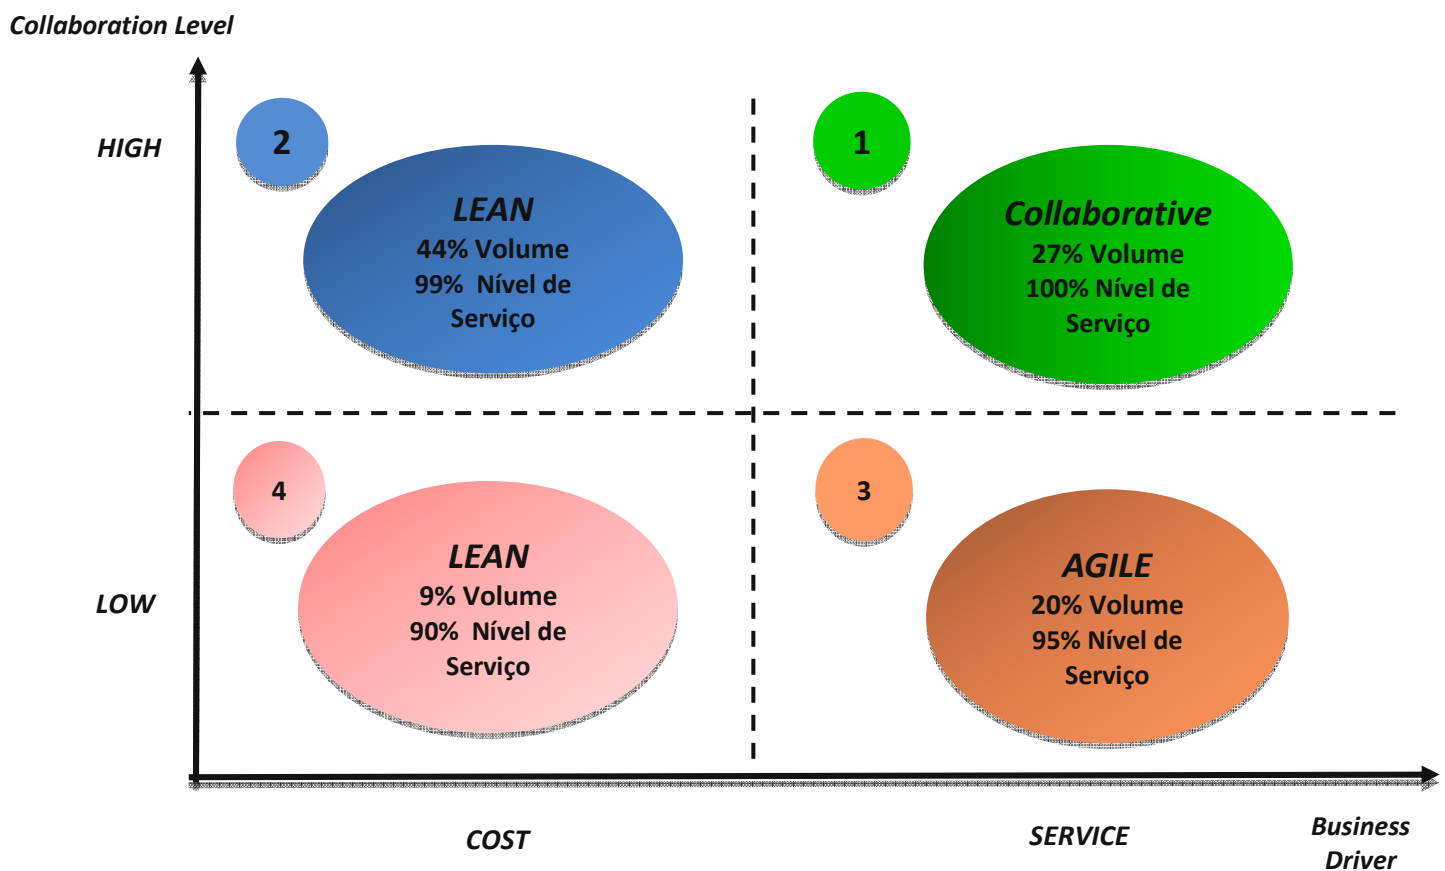 Collaboration Level
HIGH
2
LEAN
44% Volume
99% Nível de
Serviço
1
Collaborative
27% Volume
100% Nível de
Serviço
LOW
4
LEAN
9% Volume
90% Nível de
Serviço
3
AGILE
20% Volume
95% Nível de
Serviço
COST
SERVICE
Business
Driver